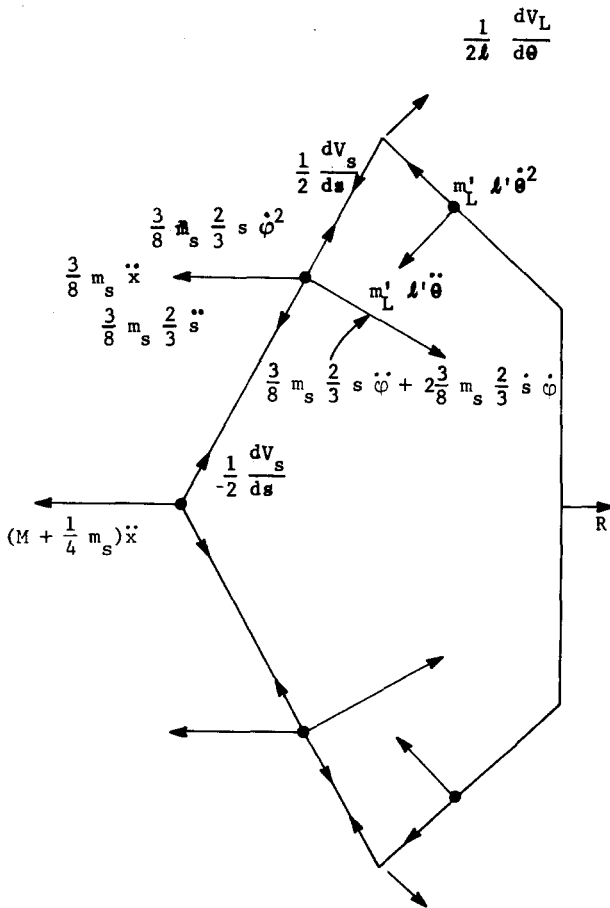 1/2ℓ dV_L/dθ
1/2 dV_s/ds
m'_L ℓ'θ̇²
3/8 m_s 2/3 s φ̇²
3/8 m_s ẍ
m'_L ℓ'θ̈
3/8 m_s 2/3 s̈
3/8 m_s 2/3 s φ̈ + 2 3/8 m_s 2/3 ṡ φ̇
-1/2 dV_s/ds
(M + 1/4 m_s)ẍ
R